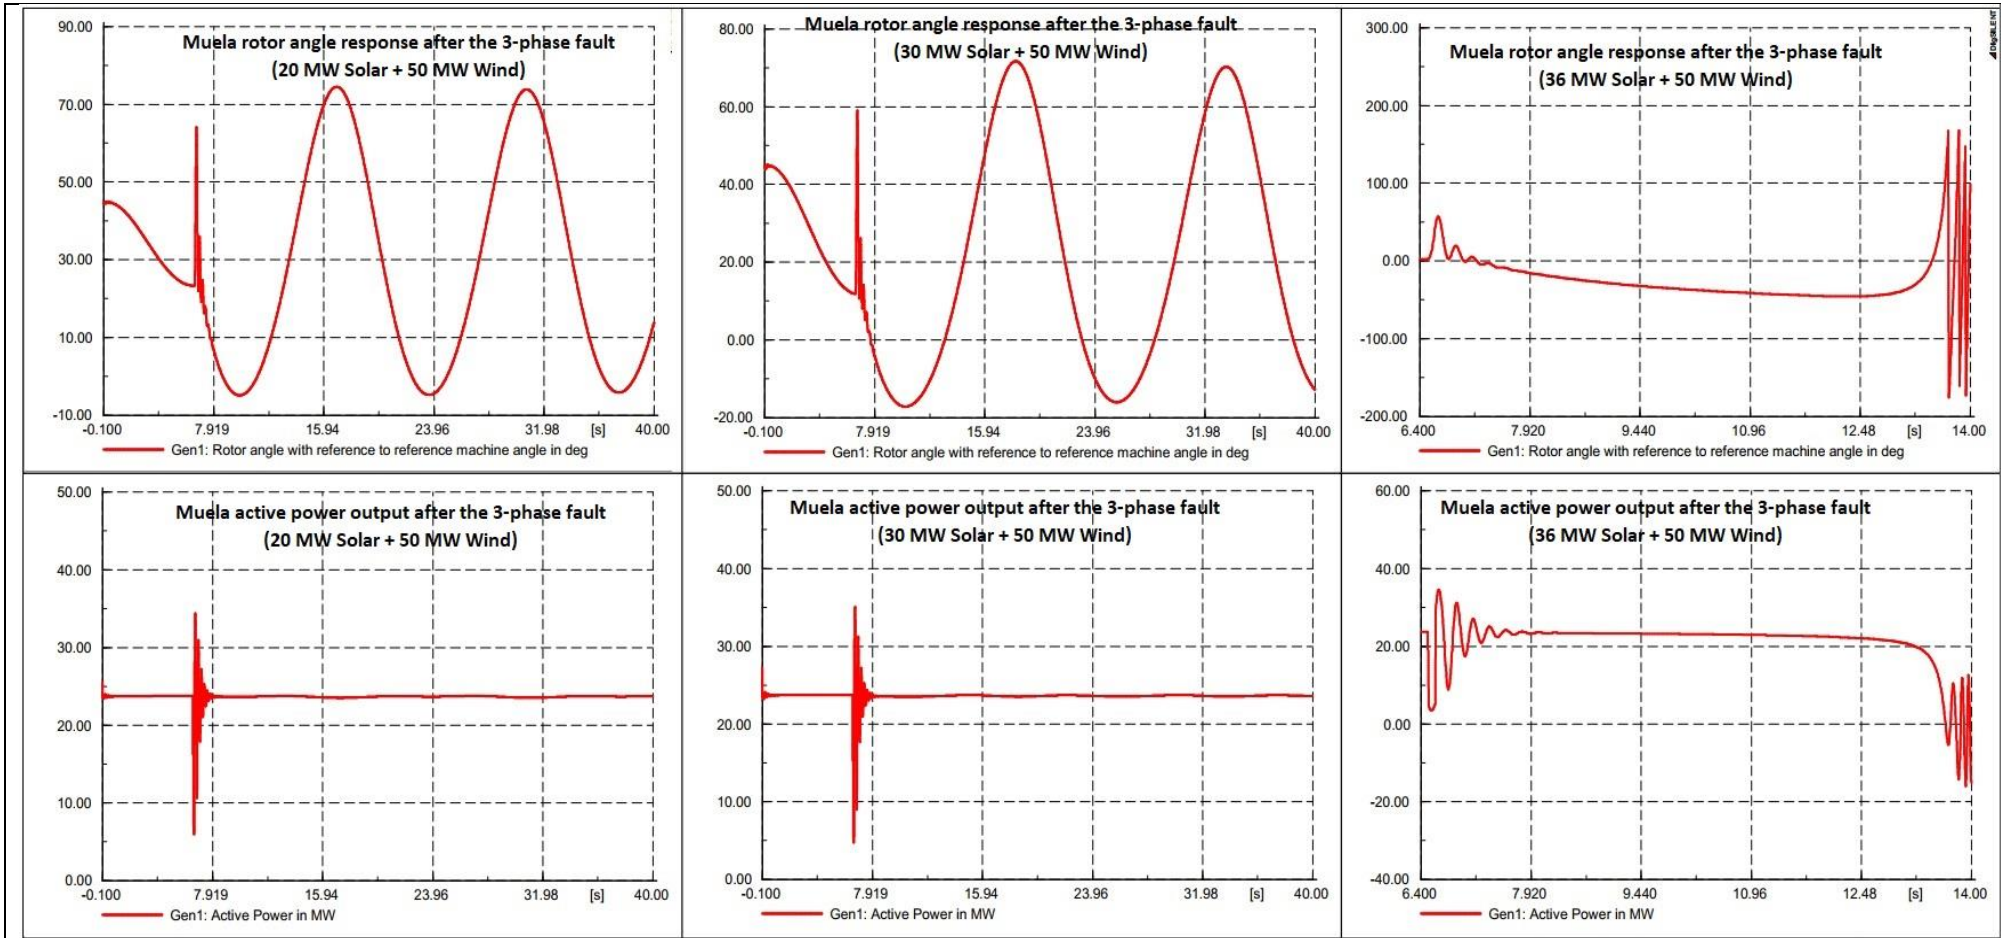 Muela rotor angle response after the 3-phase fault
(20 MW Solar + 50 MW Wind)
90.00
70.00
50.00
30.00
10.00
-10.00
-0.100
7.919
15.94
23.96
31.98
[s]
40.00
Gen1: Rotor angle with reference to reference machine angle in deg
Muela rotor angle response after the 3-phase fault
(30 MW Solar + 50 MW Wind)
80.00
60.00
40.00
20.00
0.00
-20.00
-0.100
7.919
15.94
23.96
31.98
[s]
40.00
Gen1: Rotor angle with reference to reference machine angle in deg
Muela rotor angle response after the 3-phase fault
(36 MW Solar + 50 MW Wind)
300.00
200.00
100.00
0.00
-100.00
-200.00
6.400
7.920
9.440
10.96
12.48
[s]
14.00
Gen1: Rotor angle with reference to reference machine angle in deg
DIgSILENT
Muela active power output after the 3-phase fault
(20 MW Solar + 50 MW Wind)
50.00
40.00
30.00
20.00
10.00
0.00
-0.100
7.919
15.94
23.96
31.98
[s]
40.00
Gen1: Active Power in MW
Muela active power output after the 3-phase fault
(30 MW Solar + 50 MW Wind)
50.00
40.00
30.00
20.00
10.00
0.00
-0.100
7.919
15.94
23.96
31.98
[s]
40.00
Gen1: Active Power in MW
Muela active power output after the 3-phase fault
(36 MW Solar + 50 MW Wind)
60.00
40.00
20.00
0.00
-20.00
-40.00
6.400
7.920
9.440
10.96
12.48
[s]
14.00
Gen1: Active Power in MW